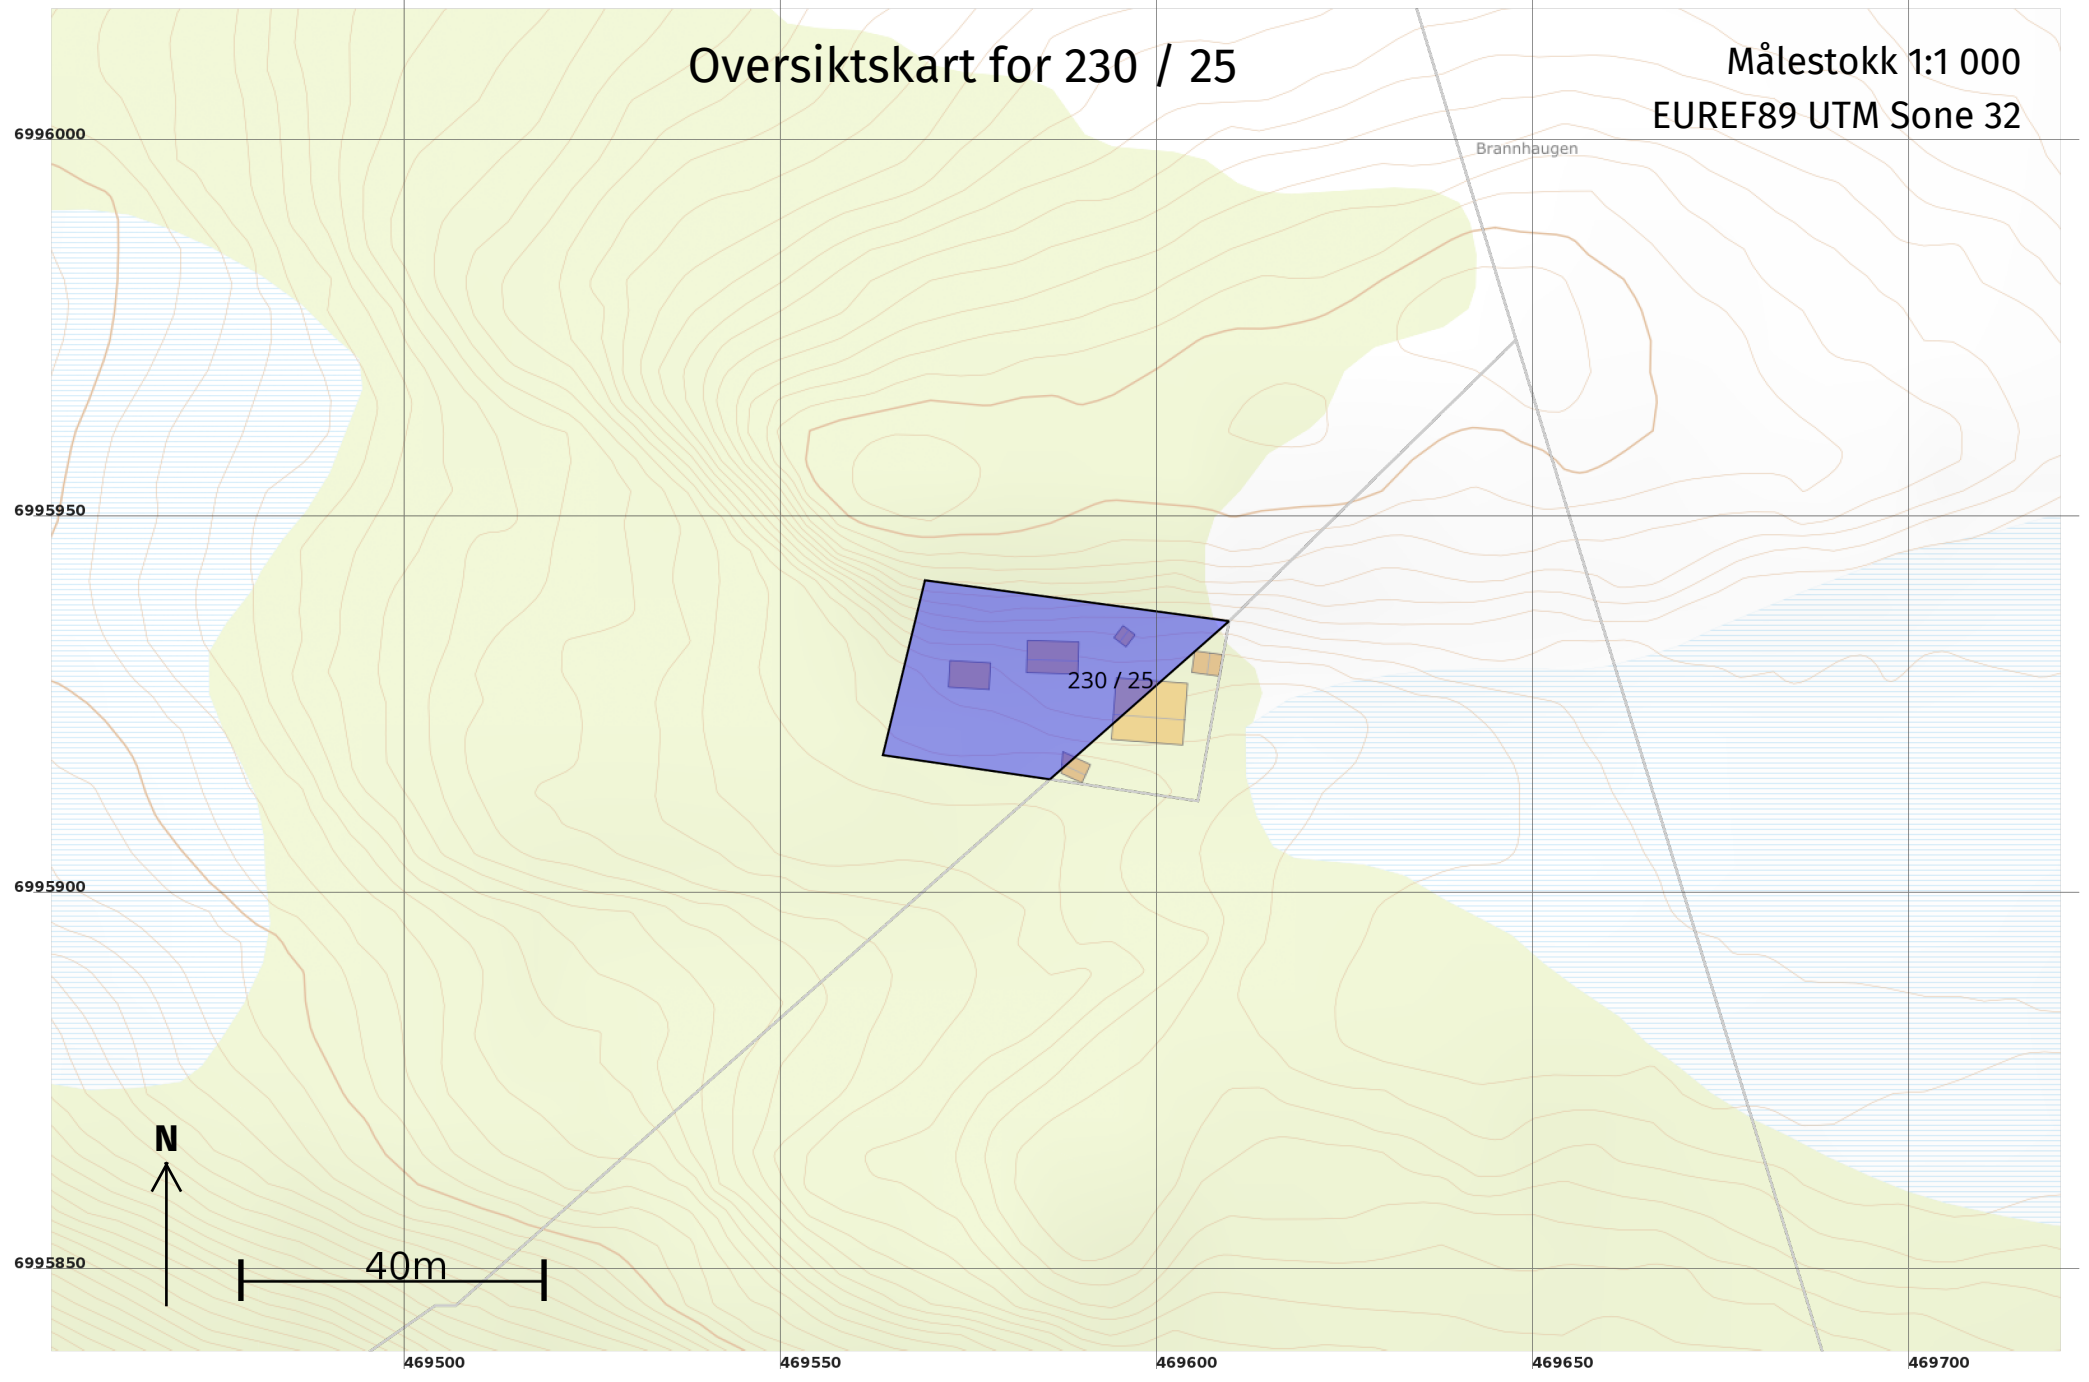 Oversiktskart for 230 / 25
Målestokk 1:1 000
EUREF89 UTM Sone 32
6996000
Brannhaugen
6995950
230 / 25
6995900
N
6995850
40m
469500
469550
469600
469650
469700